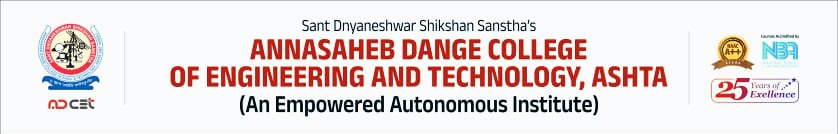 Sant Dnyaneshwar Shikshan Sanstha's
ANNASAHEB DANGE COLLEGE
OF ENGINEERING AND TECHNOLOGY, ASHTA
(An Empowered Autonomous Institute)
ADCET
NAAC
A++
Courses Accredited by
NBA
25 Years of
Exellence